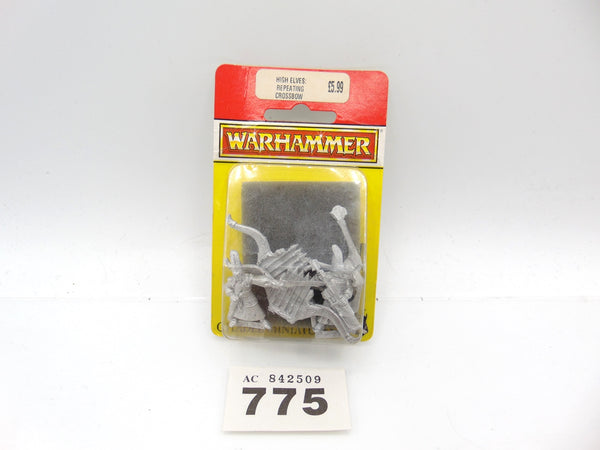 HIGH ELVES:
REPEATING
CROSSBOW
£5.99
WARHAMMER
AC 842509
775